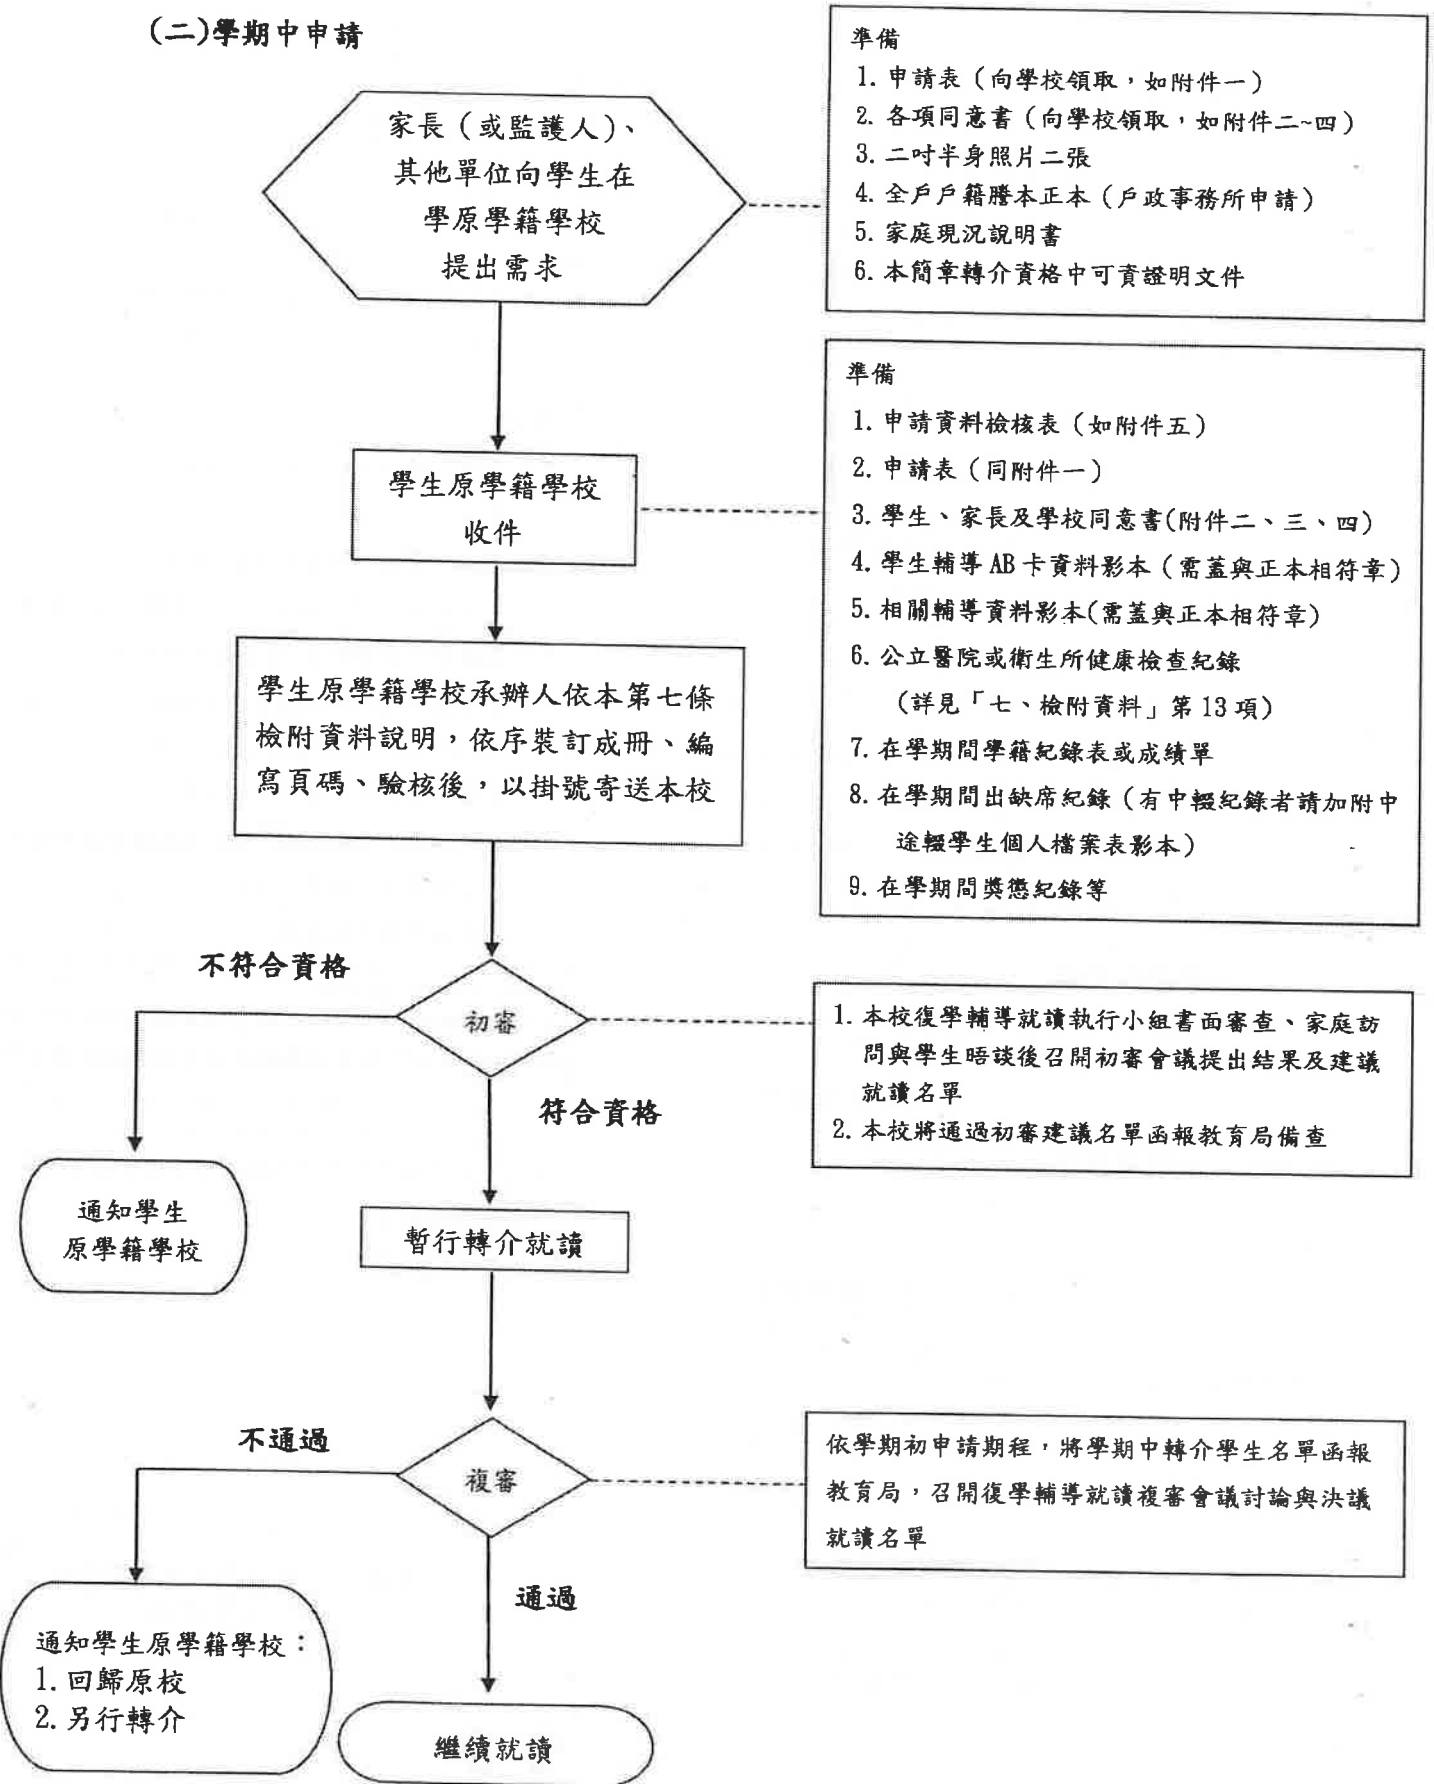 (二)學期中申請
家長（或監護人）、
其他單位向學生在
學原學籍學校
提出需求
準備
1. 申請表（向學校領取，如附件一）
2. 各項同意書（向學校領取，如附件二~四）
3. 二吋半身照片二張
4. 全戶戶籍謄本正本（戶政事務所申請）
5. 家庭現況說明書
6. 本簡章轉介資格中可資證明文件
學生原學籍學校
收件
準備
1. 申請資料檢核表（如附件五）
2. 申請表（同附件一）
3. 學生、家長及學校同意書(附件二、三、四)
4. 學生輔導 AB 卡資料影本（需蓋與正本相符章）
5. 相關輔導資料影本(需蓋與正本相符章)
6. 公立醫院或衛生所健康檢查紀錄
(詳見「七、檢附資料」第 13 項)
7. 在學期間學籍紀錄表或成績單
8. 在學期間出缺席紀錄（有中輟紀錄者請加附中
途輟學生個人檔案表影本）
9. 在學期間獎懲紀錄等
學生原學籍學校承辦人依本第七條
檢附資料說明，依序裝訂成冊、編
寫頁碼、驗核後，以掛號寄送本校
不符合資格
初審
符合資格
1. 本校復學輔導就讀執行小組書面審查、家庭訪
問與學生晤談後召開初審會議提出結果及建議
就讀名單
2. 本校將通過初審建議名單函報教育局備查
通知學生
原學籍學校
暫行轉介就讀
不通過
複審
通過
依學期初申請期程，將學期中轉介學生名單函報
教育局，召開復學輔導就讀複審會議討論與決議
就讀名單
通知學生原學籍學校：
1. 回歸原校
2. 另行轉介
繼續就讀